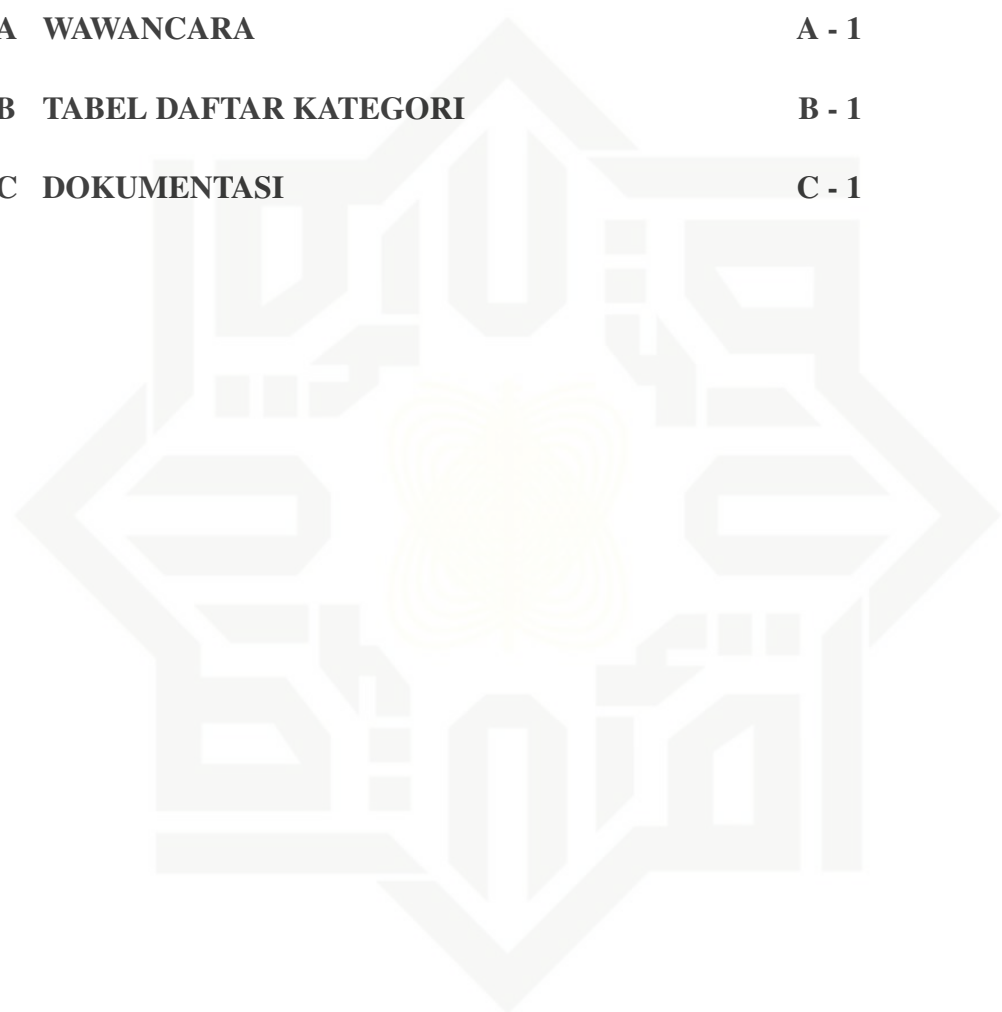 A WAWANCARA A - 1
B TABEL DAFTAR KATEGORI B - 1
C DOKUMENTASI C - 1